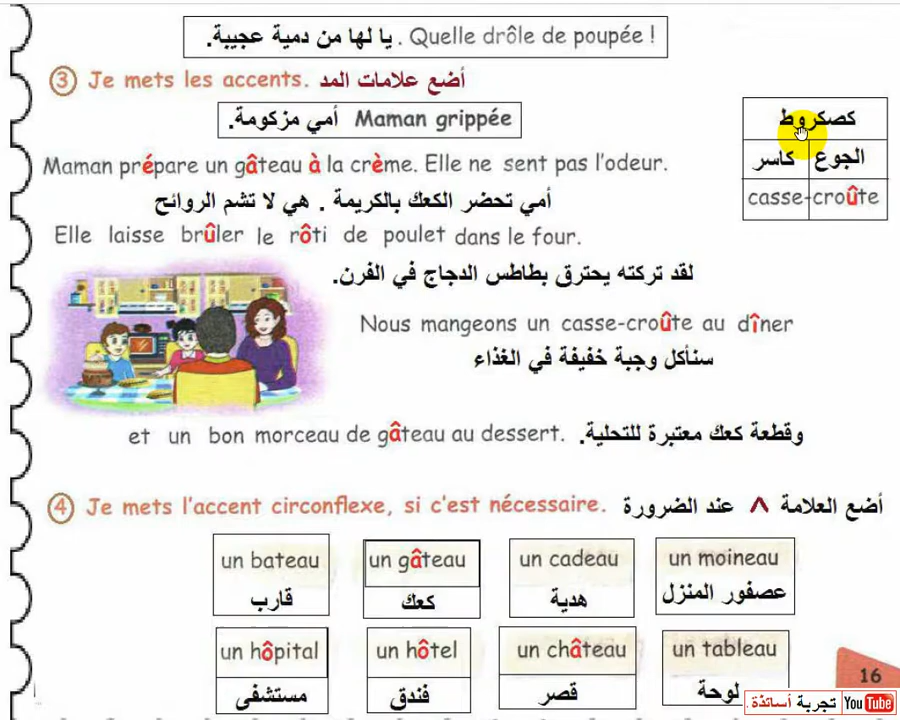 Quelle drôle de poupée ! يا لها من دمية عجيبة.
3 Je mets les accents. أضع علامات المد
Maman grippée أمي مزكومة.
كصكروط
الجوع كاسر
casse-croûte
Maman prépare un gâteau à la crème. Elle ne sent pas l'odeur.
أمي تحضر الكعك بالكريمة . هي لا تشم الروائح
Elle laisse brûler le rôti de poulet dans le four.
لقد تركته يحترق بطاطس الدجاج في الفرن.
Nous mangeons un casse-croûte au dîner
سنأكل وجبة خفيفة في الغذاء
et un bon morceau de gâteau au dessert. وقطعة كعك معتبرة للتحلية.
4 Je mets l'accent circonflexe, si c'est nécessaire. أضع العلامة ^ عند الضرورة
un bateau un gâteau un cadeau un moineau
قارب كعك هدية عصفور المنزل
un hôpital un hôtel un château un tableau
مستشفى فندق قصر لوحة
16
تجربة أساتذة. YouTube